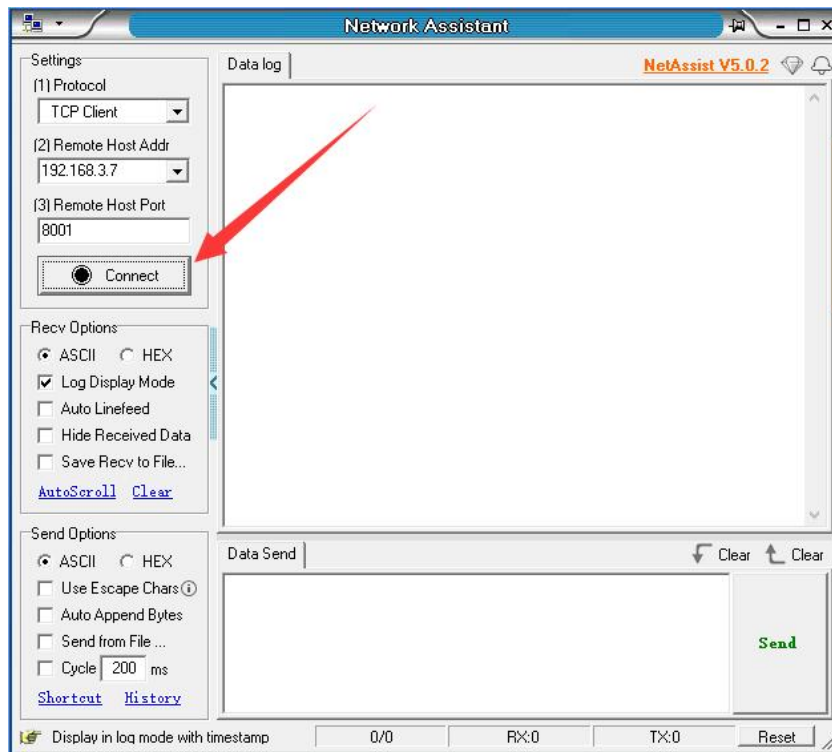 Network Assistant
Settings
(1) Protocol
TCP Client
(2) Remote Host Addr
192.168.3.7
(3) Remote Host Port
8001
Connect
Recv Options
ASCII HEX
Log Display Mode
Auto Linefeed
Hide Received Data
Save Recv to File...
AutoScroll Clear
Send Options
ASCII HEX
Use Escape Chars
Auto Append Bytes
Send from File ...
Cycle 200 ms
Shortcut History
Data log
NetAssist V5.0.2
Data Send
Clear Clear
Send
Display in log mode with timestamp 0/0 RX:0 TX:0 Reset